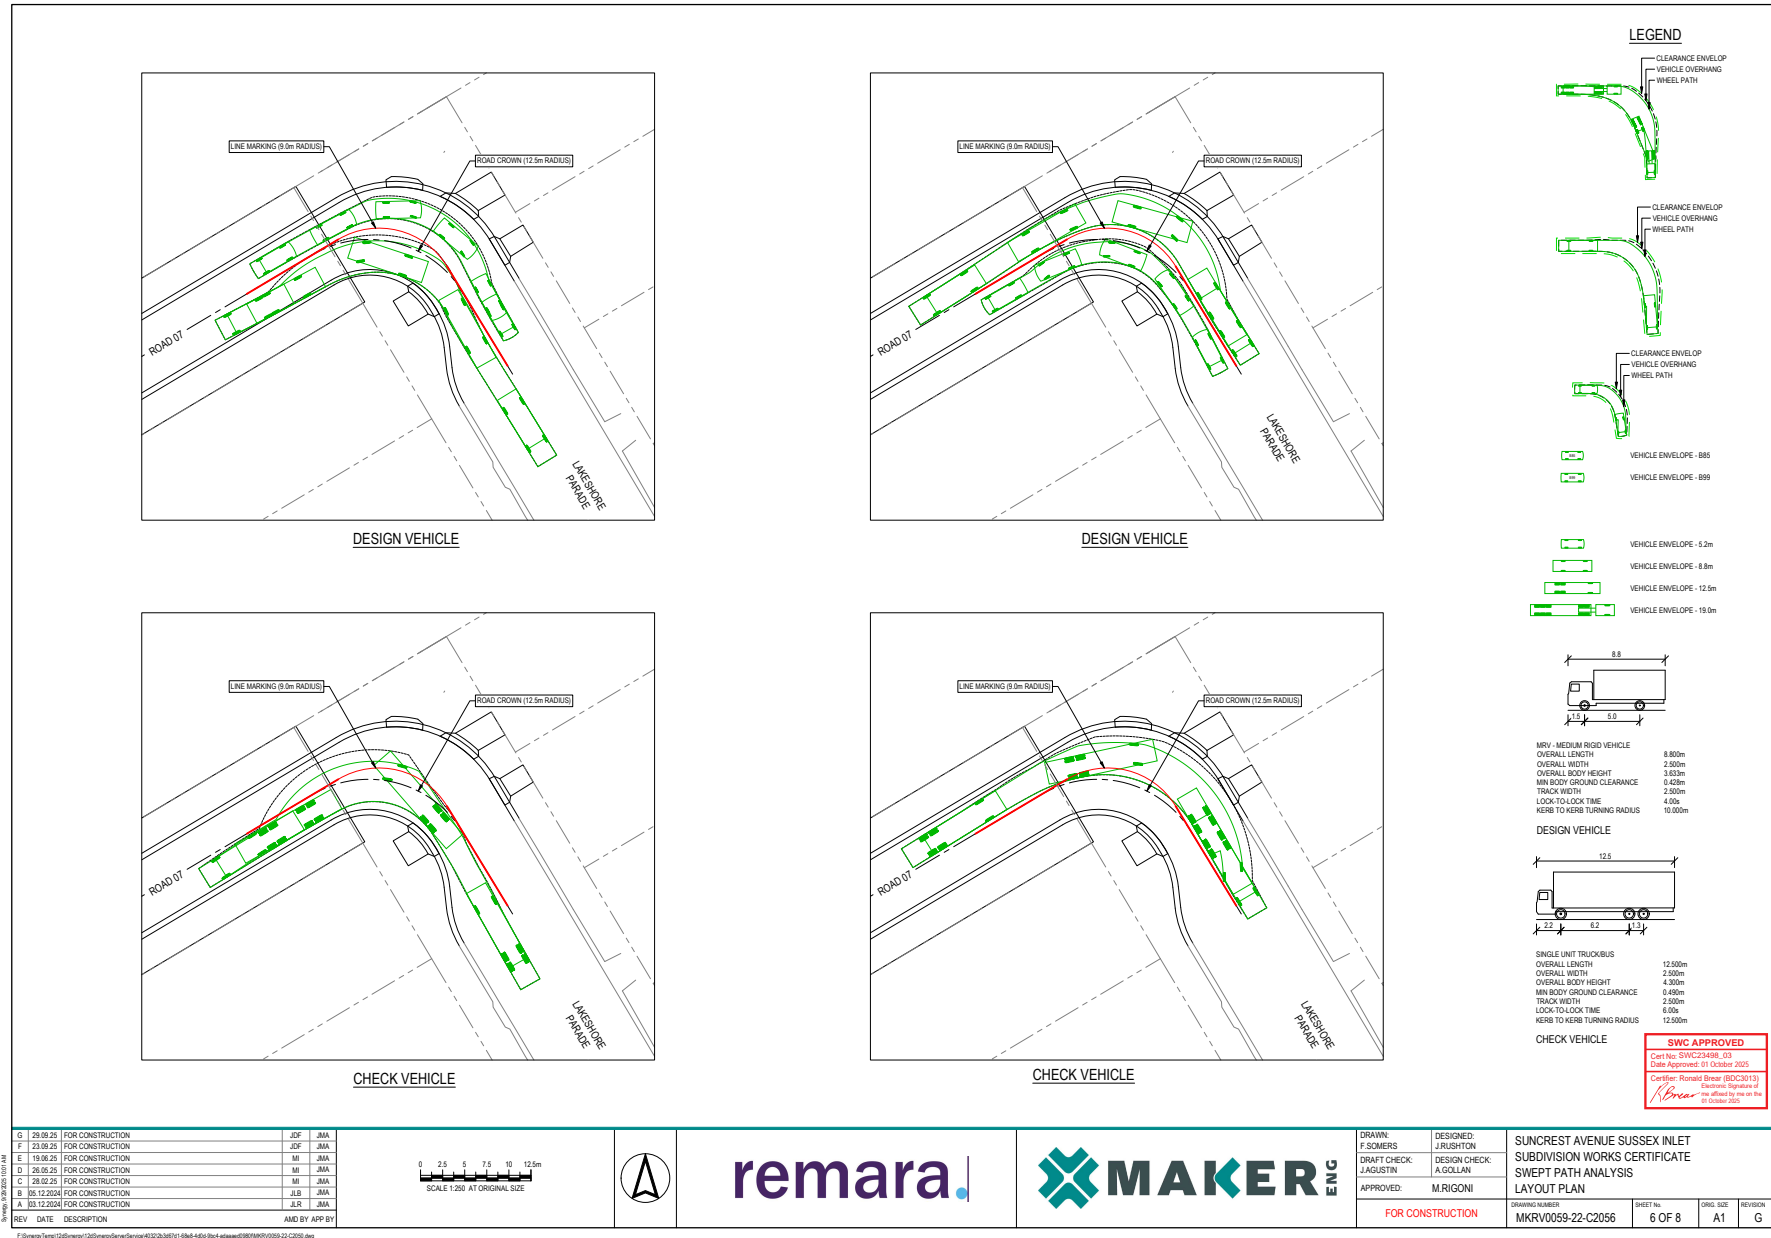 LEGEND
CLEARANCE ENVELOP
VEHICLE OVERHANG
WHEEL PATH
CLEARANCE ENVELOP
VEHICLE OVERHANG
WHEEL PATH
CLEARANCE ENVELOP
VEHICLE OVERHANG
WHEEL PATH
VEHICLE ENVELOPE - B85
VEHICLE ENVELOPE - B99
VEHICLE ENVELOPE - 5.2m
VEHICLE ENVELOPE - 8.8m
VEHICLE ENVELOPE - 12.5m
VEHICLE ENVELOPE - 19.0m
LINE MARKING (9.0m RADIUS)
ROAD CROWN (12.5m RADIUS)
ROAD 07
LAKESHORE
PARADE
DESIGN VEHICLE
LINE MARKING (9.0m RADIUS)
ROAD CROWN (12.5m RADIUS)
ROAD 07
LAKESHORE
PARADE
DESIGN VEHICLE
LINE MARKING (9.0m RADIUS)
ROAD CROWN (12.5m RADIUS)
ROAD 07
LAKESHORE
PARADE
CHECK VEHICLE
LINE MARKING (9.0m RADIUS)
ROAD CROWN (12.5m RADIUS)
ROAD 07
LAKESHORE
PARADE
CHECK VEHICLE
8.8
1.5 5.0
MRV - MEDIUM RIGID VEHICLE
OVERALL LENGTH 8.800m
OVERALL WIDTH 2.500m
OVERALL BODY HEIGHT 3.633m
MIN BODY GROUND CLEARANCE 0.428m
TRACK WIDTH 2.500m
LOCK-TO-LOCK TIME 4.00s
KERB TO KERB TURNING RADIUS 10.000m
DESIGN VEHICLE
12.5
2.2 6.2 1.3
SINGLE UNIT TRUCK/BUS
OVERALL LENGTH 12.500m
OVERALL WIDTH 2.500m
OVERALL BODY HEIGHT 4.300m
MIN BODY GROUND CLEARANCE 0.490m
TRACK WIDTH 2.500m
LOCK-TO-LOCK TIME 6.00s
KERB TO KERB TURNING RADIUS 12.500m
CHECK VEHICLE
SWC APPROVED
Cert No: SWC23498_03
Date Approved: 01 October 2025
Certifier: Ronald Brear (BDC3013)
Electronic Signature of
me affixed by me on the
01 October 2025
G 29.09.25 FOR CONSTRUCTION JDF JMA
F 23.09.25 FOR CONSTRUCTION JDF JMA
E 19.06.25 FOR CONSTRUCTION MI JMA
D 26.05.25 FOR CONSTRUCTION MI JMA
C 28.02.25 FOR CONSTRUCTION MI JMA
B 05.12.2024 FOR CONSTRUCTION JLB JMA
A 03.12.2024 FOR CONSTRUCTION JLR JMA
REV DATE DESCRIPTION AMD BY APP BY
0 2.5 5 7.5 10 12.5m
SCALE 1:250 AT ORIGINAL SIZE
remara.
MAKER ENG
DRAWN: F.SOMERS
DESIGNED: J.RUSHTON
DRAFT CHECK: J.AGUSTIN
DESIGN CHECK: A.GOLLAN
APPROVED: M.RIGONI
FOR CONSTRUCTION
SUNCREST AVENUE SUSSEX INLET
SUBDIVISION WORKS CERTIFICATE
SWEPT PATH ANALYSIS
LAYOUT PLAN
DRAWING NUMBER SHEET No. ORIG. SIZE REVISION
MKRV0059-22-C2056 6 OF 8 A1 G